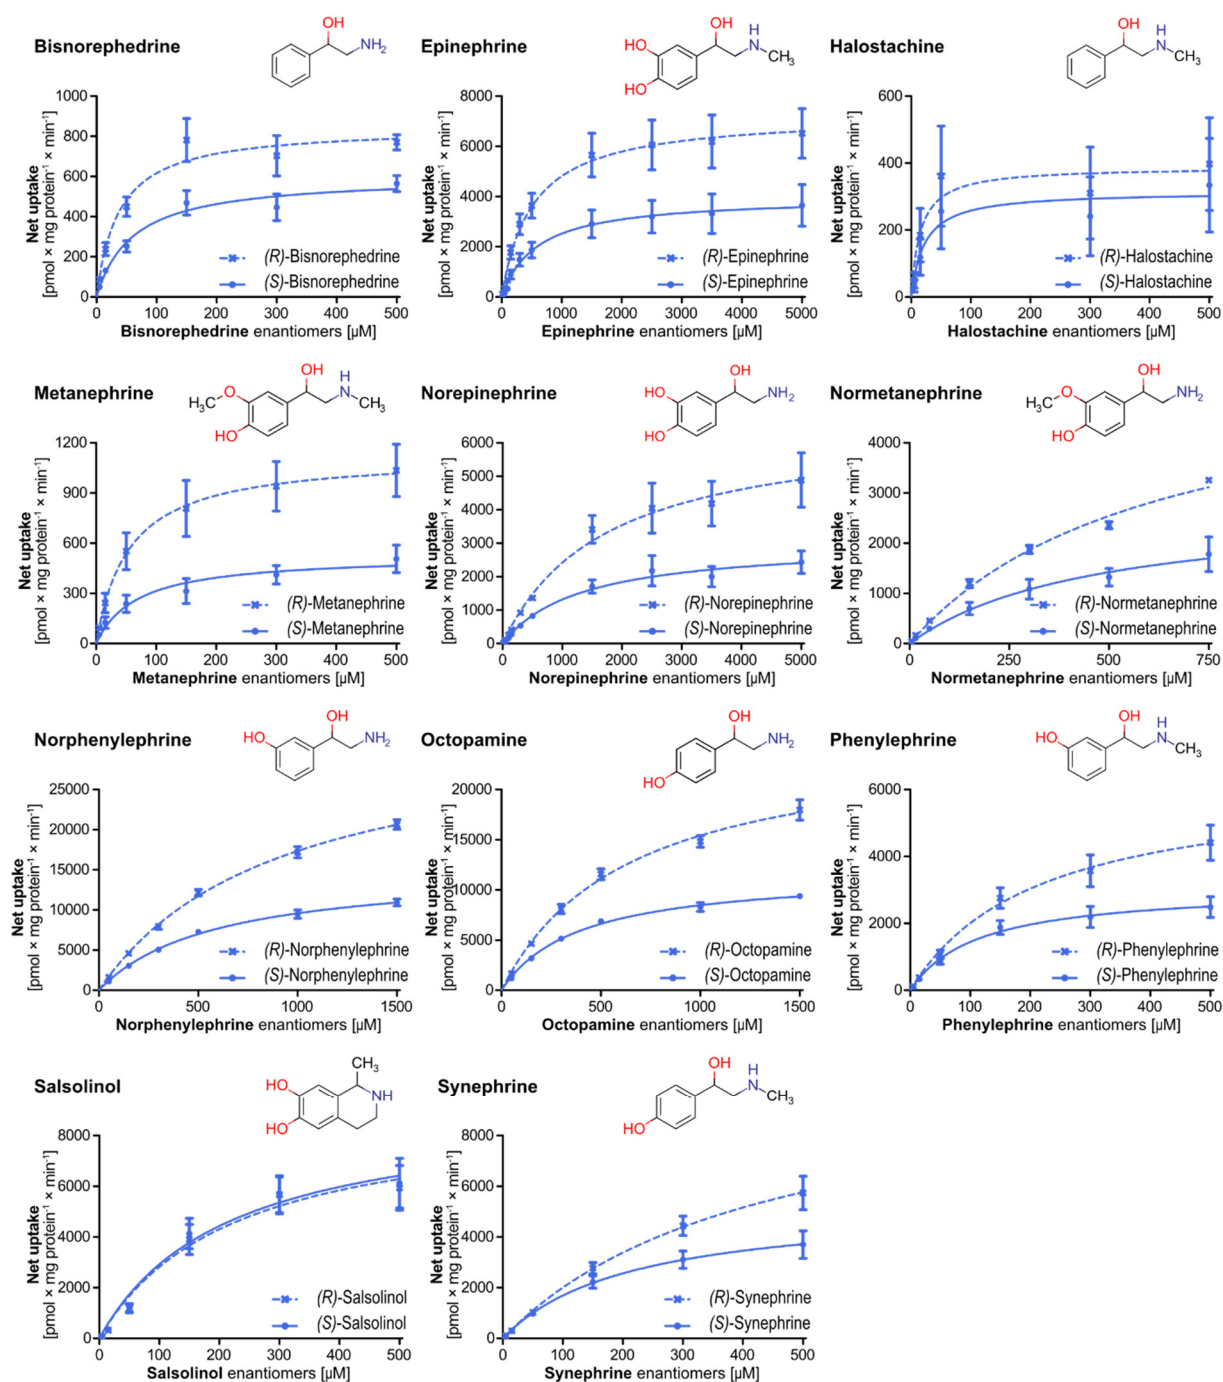 Bisnorephedrine
OH
NH₂
Net uptake
[pmol × mg protein⁻¹ × min⁻¹]
1000
800
600
400
200
0
(R)-Bisnorephedrine
(S)-Bisnorephedrine
0 100 200 300 400 500
Bisnorephedrine enantiomers [µM]
Epinephrine
OH
HO
HO
H
N
CH₃
Net uptake
[pmol × mg protein⁻¹ × min⁻¹]
8000
6000
4000
2000
0
(R)-Epinephrine
(S)-Epinephrine
0 1000 2000 3000 4000 5000
Epinephrine enantiomers [µM]
Halostachine
OH
H
N
CH₃
Net uptake
[pmol × mg protein⁻¹ × min⁻¹]
600
400
200
0
(R)-Halostachine
(S)-Halostachine
0 100 200 300 400 500
Halostachine enantiomers [µM]
Metanephrine
OH
O
H₃C
HO
H
N
CH₃
Net uptake
[pmol × mg protein⁻¹ × min⁻¹]
1200
900
600
300
0
(R)-Metanephrine
(S)-Metanephrine
0 100 200 300 400 500
Metanephrine enantiomers [µM]
Norepinephrine
OH
HO
HO
NH₂
Net uptake
[pmol × mg protein⁻¹ × min⁻¹]
6000
5000
4000
3000
2000
1000
0
(R)-Norepinephrine
(S)-Norepinephrine
0 1000 2000 3000 4000 5000
Norepinephrine enantiomers [µM]
Normetanephrine
OH
O
H₃C
HO
NH₂
Net uptake
[pmol × mg protein⁻¹ × min⁻¹]
4000
3000
2000
1000
0
(R)-Normetanephrine
(S)-Normetanephrine
0 250 500 750
Normetanephrine enantiomers [µM]
Norphenylephrine
OH
HO
NH₂
Net uptake
[pmol × mg protein⁻¹ × min⁻¹]
25000
20000
15000
10000
5000
0
(R)-Norphenylephrine
(S)-Norphenylephrine
0 500 1000 1500
Norphenylephrine enantiomers [µM]
Octopamine
OH
NH₂
HO
Net uptake
[pmol × mg protein⁻¹ × min⁻¹]
20000
15000
10000
5000
0
(R)-Octopamine
(S)-Octopamine
0 500 1000 1500
Octopamine enantiomers [µM]
Phenylephrine
OH
HO
H
N
CH₃
Net uptake
[pmol × mg protein⁻¹ × min⁻¹]
6000
4000
2000
0
(R)-Phenylephrine
(S)-Phenylephrine
0 100 200 300 400 500
Phenylephrine enantiomers [µM]
Salsolinol
CH₃
HO
NH
HO
Net uptake
[pmol × mg protein⁻¹ × min⁻¹]
8000
6000
4000
2000
0
(R)-Salsolinol
(S)-Salsolinol
0 100 200 300 400 500
Salsolinol enantiomers [µM]
Synephrine
OH
H
N
CH₃
HO
Net uptake
[pmol × mg protein⁻¹ × min⁻¹]
8000
6000
4000
2000
0
(R)-Synephrine
(S)-Synephrine
0 100 200 300 400 500
Synephrine enantiomers [µM]